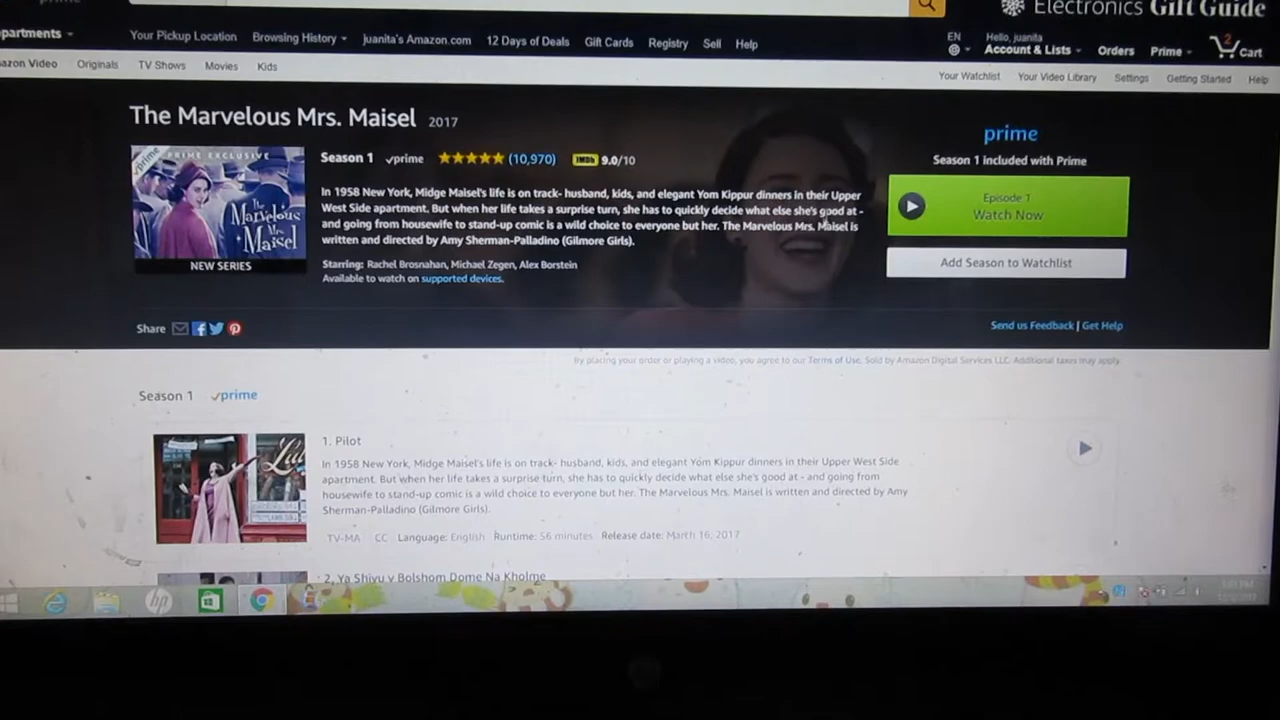 prime
Electronics Gift Guide
partments
Your Pickup Location Browsing History juanita's Amazon.com 12 Days of Deals Gift Cards Registry Sell Help
EN
Hello, juanita
Account & Lists Orders Prime 2 Cart
azon Video Originals TV Shows Movies Kids
Your Watchlist Your Video Library Settings Getting Started Help
The Marvelous Mrs. Maisel 2017
prime PRIME EXCLUSIVE
The Marvelous Mrs. Maisel
NEW SERIES
Season 1 prime (10,970) IMDb 9.0/10
In 1958 New York, Midge Maisel's life is on track- husband, kids, and elegant Yom Kippur dinners in their Upper
West Side apartment. But when her life takes a surprise turn, she has to quickly decide what else she's good at -
and going from housewife to stand-up comic is a wild choice to everyone but her. The Marvelous Mrs. Maisel is
written and directed by Amy Sherman-Palladino (Gilmore Girls).
Starring: Rachel Brosnahan, Michael Zegen, Alex Borstein
Available to watch on supported devices.
prime
Season 1 included with Prime
Episode 1
Watch Now
Add Season to Watchlist
Share
Send us Feedback | Get Help
By placing your order or playing a video, you agree to our Terms of Use. Sold by Amazon Digital Services LLC. Additional taxes may apply.
Season 1 prime
1. Pilot
In 1958 New York, Midge Maisel's life is on track- husband, kids, and elegant Yom Kippur dinners in their Upper West Side
apartment. But when her life takes a surprise turn, she has to quickly decide what else she's good at - and going from
housewife to stand-up comic is a wild choice to everyone but her. The Marvelous Mrs. Maisel is written and directed by Amy
Sherman-Palladino (Gilmore Girls).
TV-MA CC Language: English Runtime: 56 minutes Release date: March 16, 2017
2. Ya Shivu v Bolshom Dome Na Kholme
hp